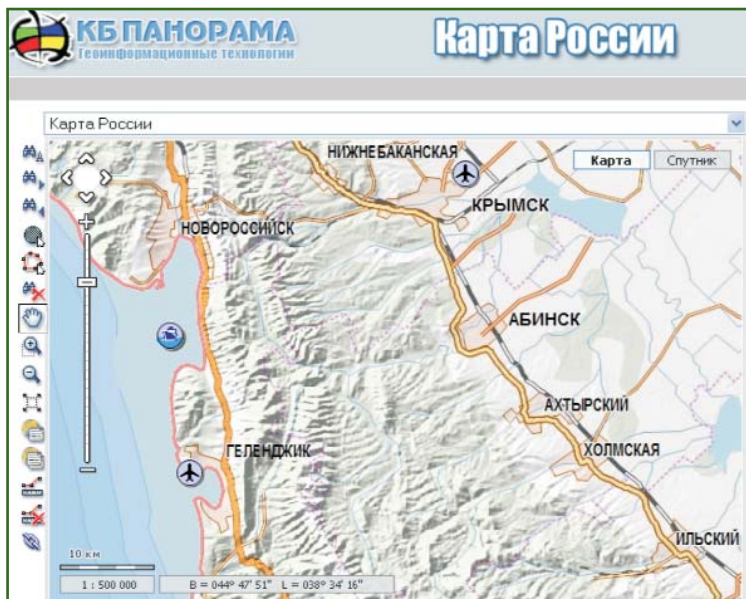 КБ ПАНОРАМА
Геоинформационные технологии
Карта России
Карта России
НИЖНЕБАКАНСКАЯ
Карта
Спутник
КРЫМСК
НОВОРОССИЙСК
АБИНСК
АХТЫРСКИЙ
ХОЛМСКАЯ
ГЕЛЕНДЖИК
ИЛЬСКИЙ
10 км
1 : 500 000
B = 044° 47' 51" L = 038° 34' 16"